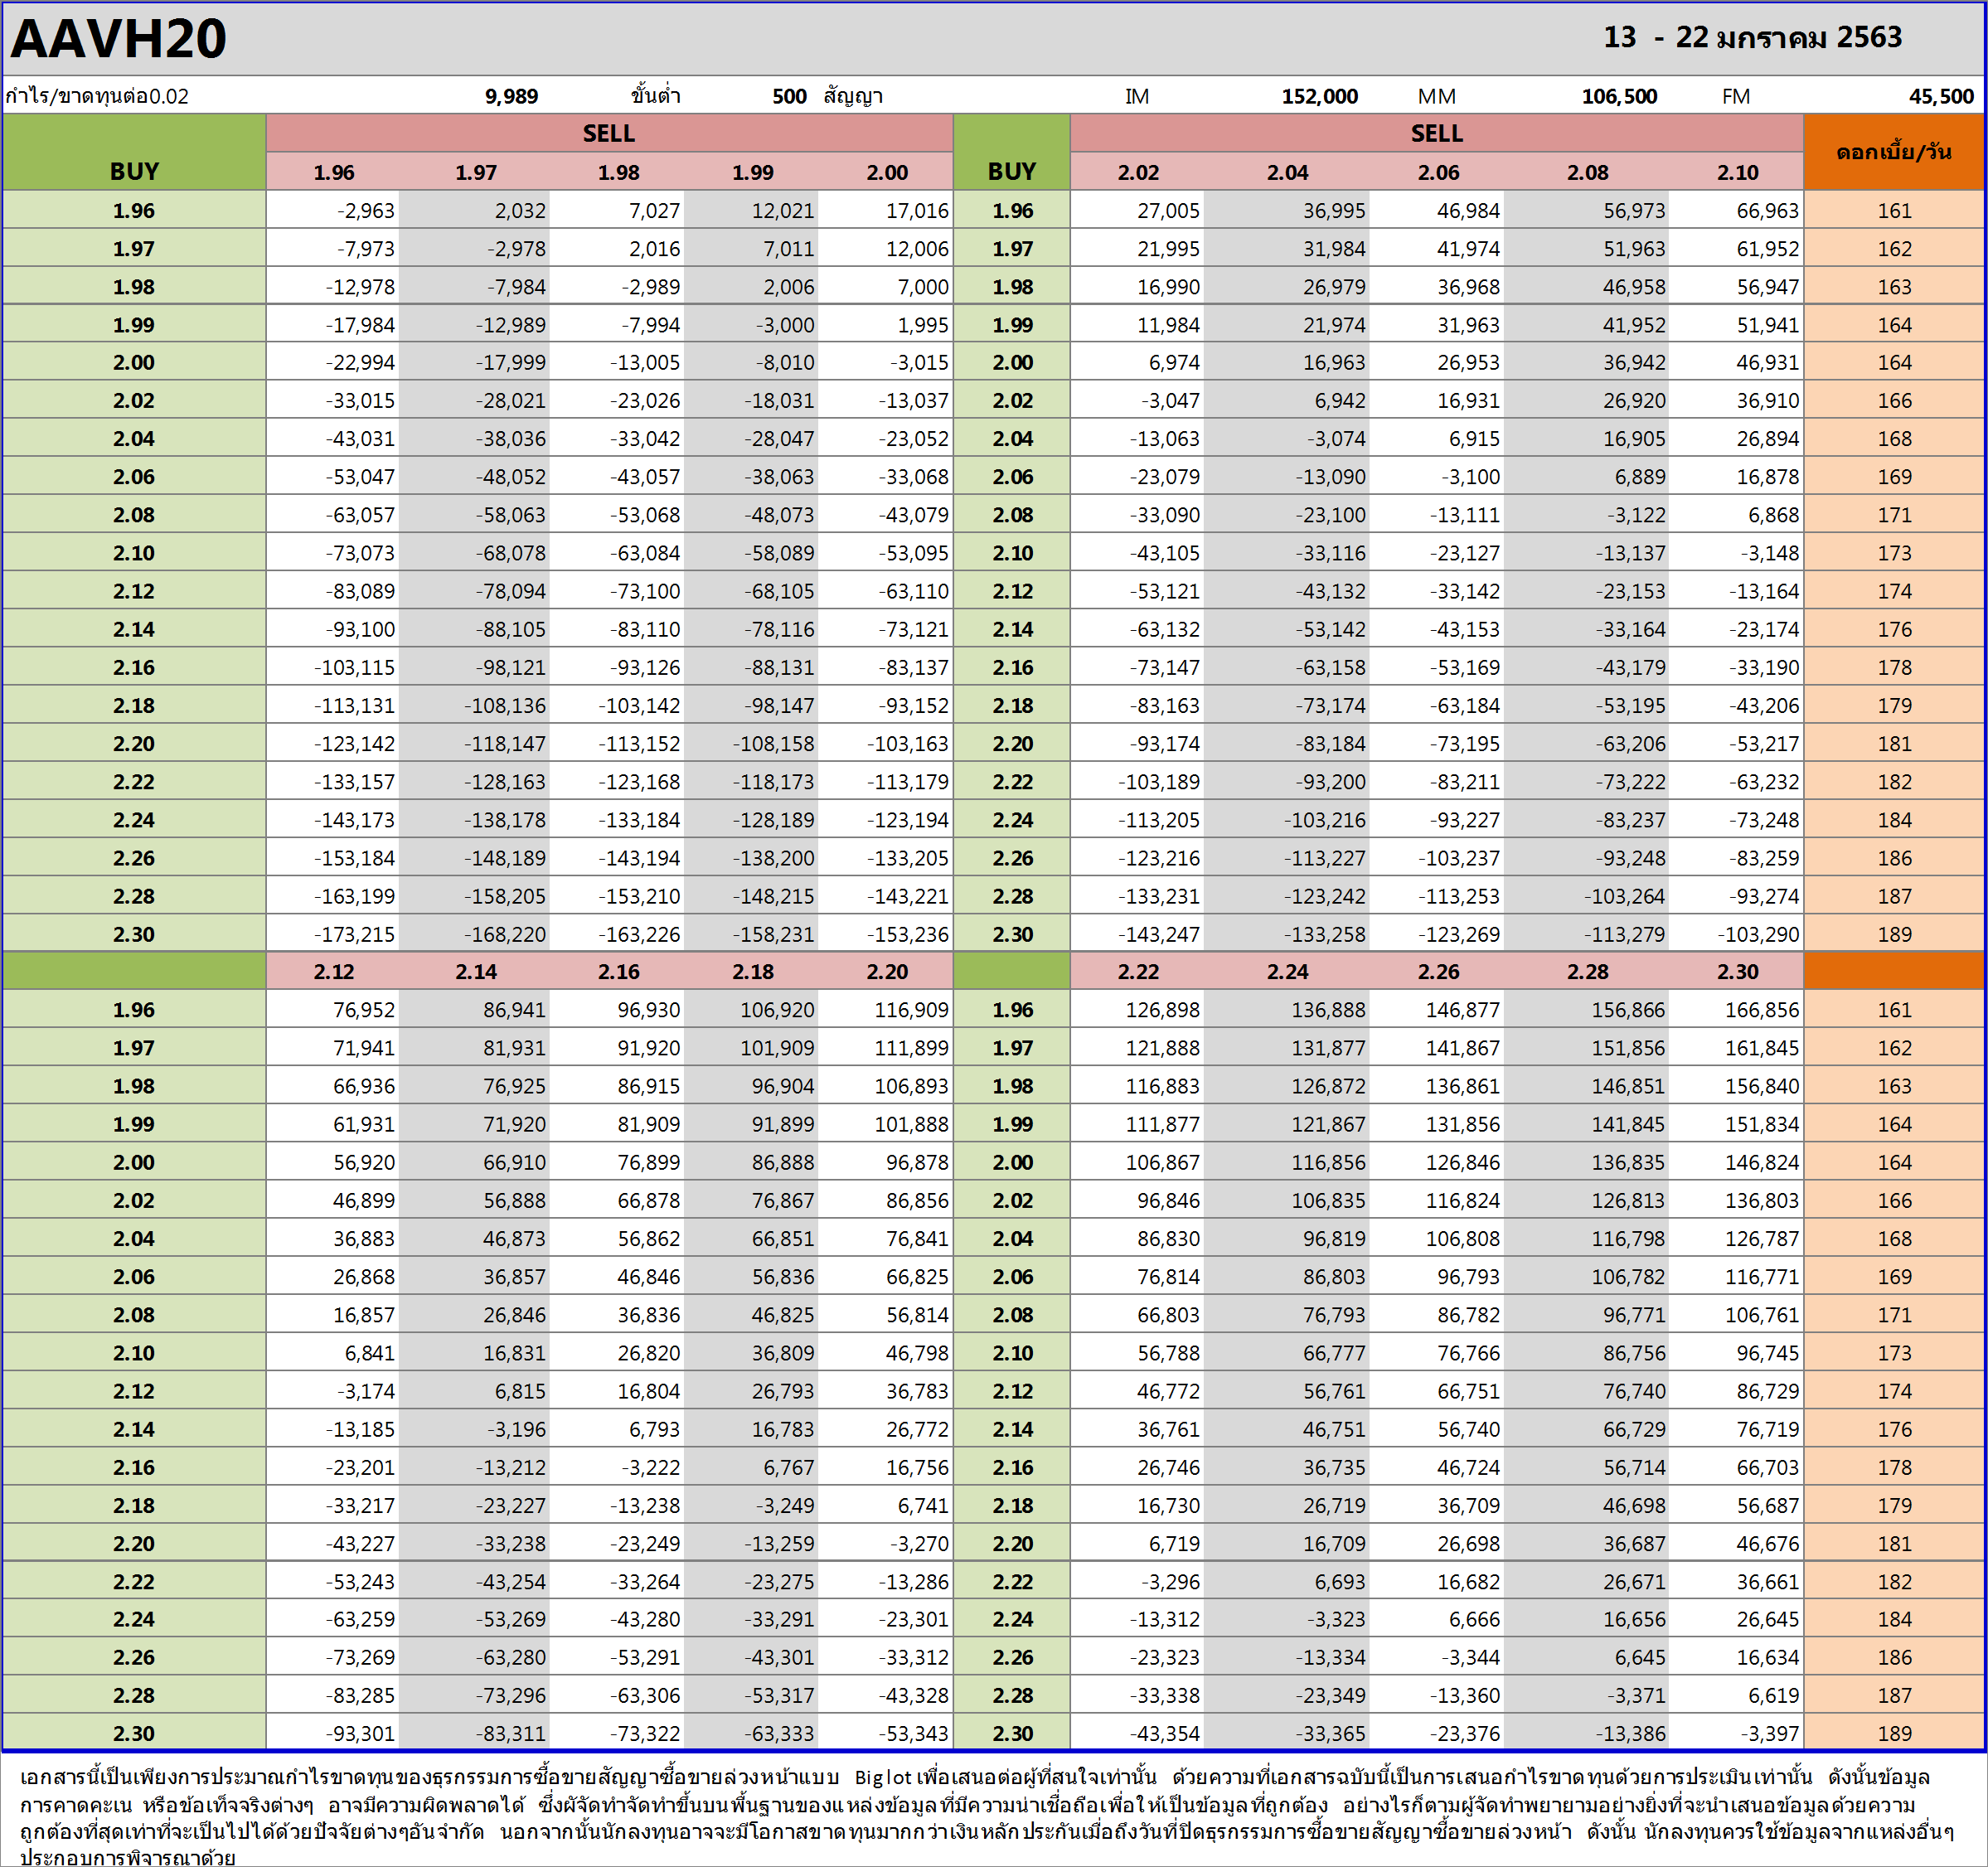 AAVH20 13 - 22 มกราคม 2563
กำไร/ขาดทุนต่อ0.02 9,989 ขั้นต่ำ 500 สัญญา IM 152,000 MM 106,500 FM 45,500
SELL SELL
BUY 1.96 1.97 1.98 1.99 2.00 BUY 2.02 2.04 2.06 2.08 2.10 ดอกเบี้ย/วัน
1.96 -2,963 2,032 7,027 12,021 17,016 1.96 27,005 36,995 46,984 56,973 66,963 161
1.97 -7,973 -2,978 2,016 7,011 12,006 1.97 21,995 31,984 41,974 51,963 61,952 162
1.98 -12,978 -7,984 -2,989 2,006 7,000 1.98 16,990 26,979 36,968 46,958 56,947 163
1.99 -17,984 -12,989 -7,994 -3,000 1,995 1.99 11,984 21,974 31,963 41,952 51,941 164
2.00 -22,994 -17,999 -13,005 -8,010 -3,015 2.00 6,974 16,963 26,953 36,942 46,931 164
2.02 -33,015 -28,021 -23,026 -18,031 -13,037 2.02 -3,047 6,942 16,931 26,920 36,910 166
2.04 -43,031 -38,036 -33,042 -28,047 -23,052 2.04 -13,063 -3,074 6,915 16,905 26,894 168
2.06 -53,047 -48,052 -43,057 -38,063 -33,068 2.06 -23,079 -13,090 -3,100 6,889 16,878 169
2.08 -63,057 -58,063 -53,068 -48,073 -43,079 2.08 -33,090 -23,100 -13,111 -3,122 6,868 171
2.10 -73,073 -68,078 -63,084 -58,089 -53,095 2.10 -43,105 -33,116 -23,127 -13,137 -3,148 173
2.12 -83,089 -78,094 -73,100 -68,105 -63,110 2.12 -53,121 -43,132 -33,142 -23,153 -13,164 174
2.14 -93,100 -88,105 -83,110 -78,116 -73,121 2.14 -63,132 -53,142 -43,153 -33,164 -23,174 176
2.16 -103,115 -98,121 -93,126 -88,131 -83,137 2.16 -73,147 -63,158 -53,169 -43,179 -33,190 178
2.18 -113,131 -108,136 -103,142 -98,147 -93,152 2.18 -83,163 -73,174 -63,184 -53,195 -43,206 179
2.20 -123,142 -118,147 -113,152 -108,158 -103,163 2.20 -93,174 -83,184 -73,195 -63,206 -53,217 181
2.22 -133,157 -128,163 -123,168 -118,173 -113,179 2.22 -103,189 -93,200 -83,211 -73,222 -63,232 182
2.24 -143,173 -138,178 -133,184 -128,189 -123,194 2.24 -113,205 -103,216 -93,227 -83,237 -73,248 184
2.26 -153,184 -148,189 -143,194 -138,200 -133,205 2.26 -123,216 -113,227 -103,237 -93,248 -83,259 186
2.28 -163,199 -158,205 -153,210 -148,215 -143,221 2.28 -133,231 -123,242 -113,253 -103,264 -93,274 187
2.30 -173,215 -168,220 -163,226 -158,231 -153,236 2.30 -143,247 -133,258 -123,269 -113,279 -103,290 189
2.12 2.14 2.16 2.18 2.20 2.22 2.24 2.26 2.28 2.30
1.96 76,952 86,941 96,930 106,920 116,909 1.96 126,898 136,888 146,877 156,866 166,856 161
1.97 71,941 81,931 91,920 101,909 111,899 1.97 121,888 131,877 141,867 151,856 161,845 162
1.98 66,936 76,925 86,915 96,904 106,893 1.98 116,883 126,872 136,861 146,851 156,840 163
1.99 61,931 71,920 81,909 91,899 101,888 1.99 111,877 121,867 131,856 141,845 151,834 164
2.00 56,920 66,910 76,899 86,888 96,878 2.00 106,867 116,856 126,846 136,835 146,824 164
2.02 46,899 56,888 66,878 76,867 86,856 2.02 96,846 106,835 116,824 126,813 136,803 166
2.04 36,883 46,873 56,862 66,851 76,841 2.04 86,830 96,819 106,808 116,798 126,787 168
2.06 26,868 36,857 46,846 56,836 66,825 2.06 76,814 86,803 96,793 106,782 116,771 169
2.08 16,857 26,846 36,836 46,825 56,814 2.08 66,803 76,793 86,782 96,771 106,761 171
2.10 6,841 16,831 26,820 36,809 46,798 2.10 56,788 66,777 76,766 86,756 96,745 173
2.12 -3,174 6,815 16,804 26,793 36,783 2.12 46,772 56,761 66,751 76,740 86,729 174
2.14 -13,185 -3,196 6,793 16,783 26,772 2.14 36,761 46,751 56,740 66,729 76,719 176
2.16 -23,201 -13,212 -3,222 6,767 16,756 2.16 26,746 36,735 46,724 56,714 66,703 178
2.18 -33,217 -23,227 -13,238 -3,249 6,741 2.18 16,730 26,719 36,709 46,698 56,687 179
2.20 -43,227 -33,238 -23,249 -13,259 -3,270 2.20 6,719 16,709 26,698 36,687 46,676 181
2.22 -53,243 -43,254 -33,264 -23,275 -13,286 2.22 -3,296 6,693 16,682 26,671 36,661 182
2.24 -63,259 -53,269 -43,280 -33,291 -23,301 2.24 -13,312 -3,323 6,666 16,656 26,645 184
2.26 -73,269 -63,280 -53,291 -43,301 -33,312 2.26 -23,323 -13,334 -3,344 6,645 16,634 186
2.28 -83,285 -73,296 -63,306 -53,317 -43,328 2.28 -33,338 -23,349 -13,360 -3,371 6,619 187
2.30 -93,301 -83,311 -73,322 -63,333 -53,343 2.30 -43,354 -33,365 -23,376 -13,386 -3,397 189
เอกสารนี้เป็นเพียงการประมาณกำไรขาดทุนของธุรกรรมการซื้อขายสัญญาซื้อขายล่วงหน้าแบบ Big lot เพื่อเสนอต่อผู้ที่สนใจเท่านั้น ด้วยความที่เอกสารฉบับนี้เป็นการเสนอกำไรขาดทุนด้วยการประเมินเท่านั้น ดังนั้นข้อมูล
การคาดคะเน หรือข้อเท็จจริงต่างๆ อาจมีความผิดพลาดได้ ซึ่งผัจัดทำจัดทำขึ้นบนพื้นฐานของแหล่งข้อมูลที่มีความน่าเชื่อถือเพื่อให้เป็นข้อมูลที่ถูกต้อง อย่างไรก็ตามผู้จัดทำพยายามอย่างยิ่งที่จะนำเสนอข้อมูลด้วยความ
ถูกต้องที่สุดเท่าที่จะเป็นไปได้ด้วยปัจจัยต่างๆอันจำกัด นอกจากนั้นนักลงทุนอาจจะมีโอกาสขาดทุนมากกว่าเงินหลักประกันเมื่อถึงวันที่ปิดธุรกรรมการซื้อขายสัญญาซื้อขายล่วงหน้า ดังนั้น นักลงทุนควรใช้ข้อมูลจากแหล่งอื่นๆ
ประกอบการพิจารณาด้วย